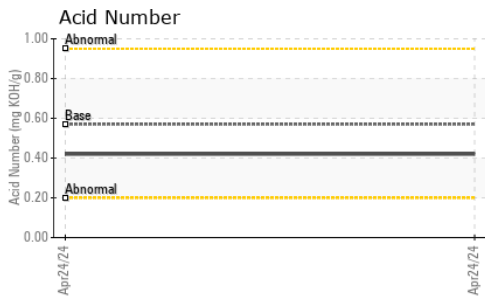 Acid Number
Acid Number (mg KOH/g)
1.00
0.80
0.60
0.40
0.20
0.00
Abnormal
Base
Abnormal
Apr24/24
Apr24/24